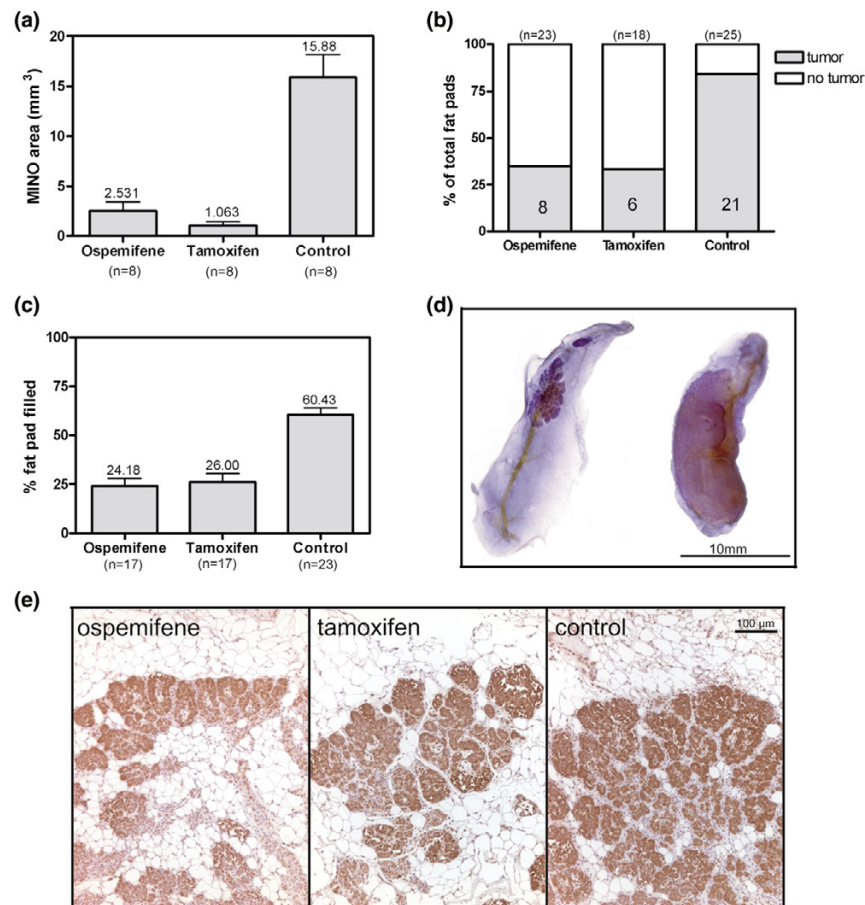 (a)
MINO area (mm³)
20
15
10
5
0
2.531
1.063
15.88
Ospemifene
Tamoxifen
Control
(n=8)
(n=8)
(n=8)
(b)
% of total fat pads
100
75
50
25
0
(n=23)
(n=18)
(n=25)
8
6
21
Ospemifene
Tamoxifen
Control
tumor
no tumor
(c)
% fat pad filled
100
75
50
25
0
24.18
26.00
60.43
Ospemifene
Tamoxifen
Control
(n=17)
(n=17)
(n=23)
(d)
10mm
(e)
ospemifene
tamoxifen
control
100 µm